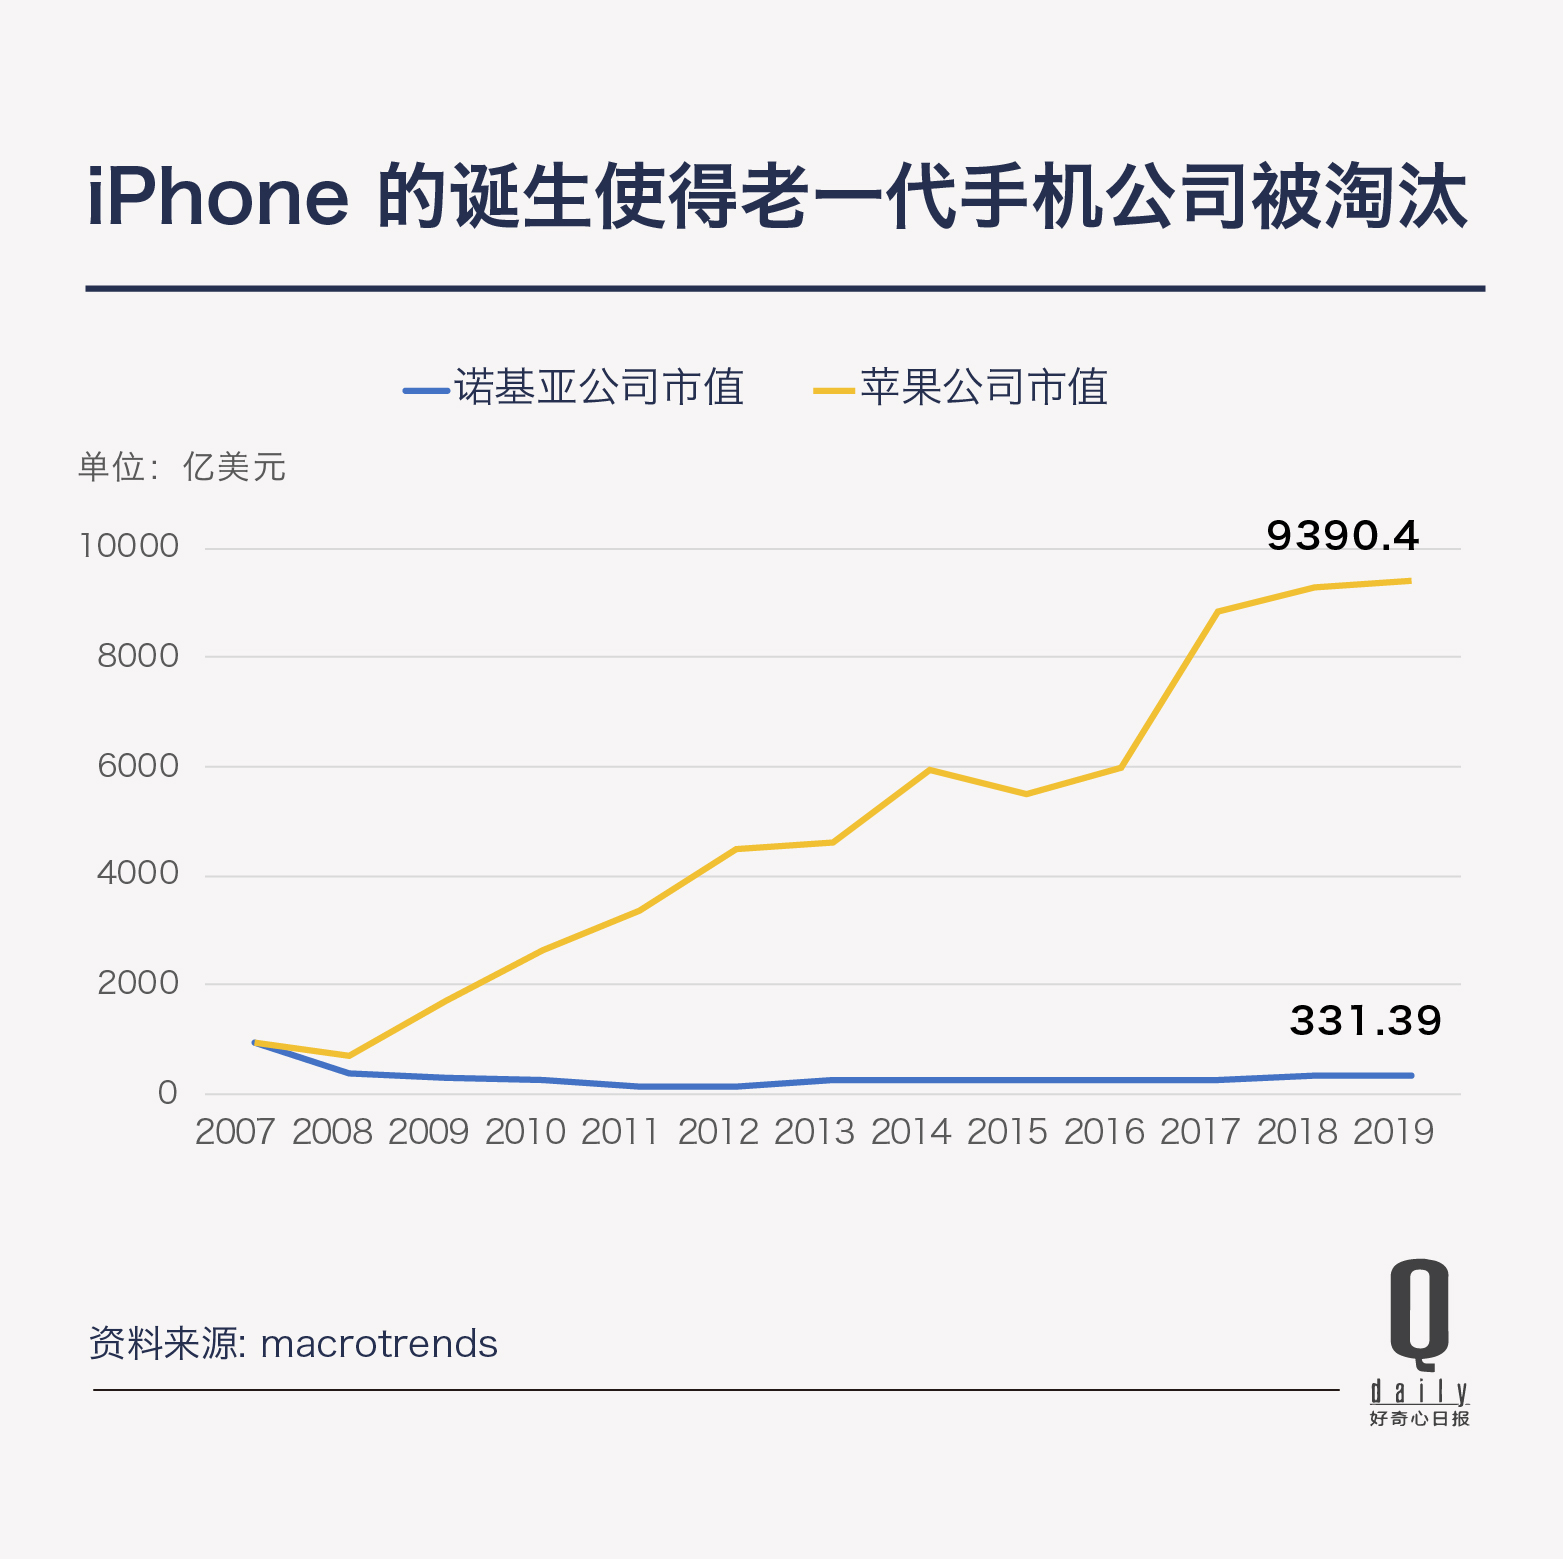 iPhone 的诞生使得老一代手机公司被淘汰
诺基亚公司市值 苹果公司市值
单位：亿美元
9390.4
10000
8000
6000
4000
2000
331.39
0
2007 2008 2009 2010 2011 2012 2013 2014 2015 2016 2017 2018 2019
资料来源: macrotrends
Q
daily
好奇心日报